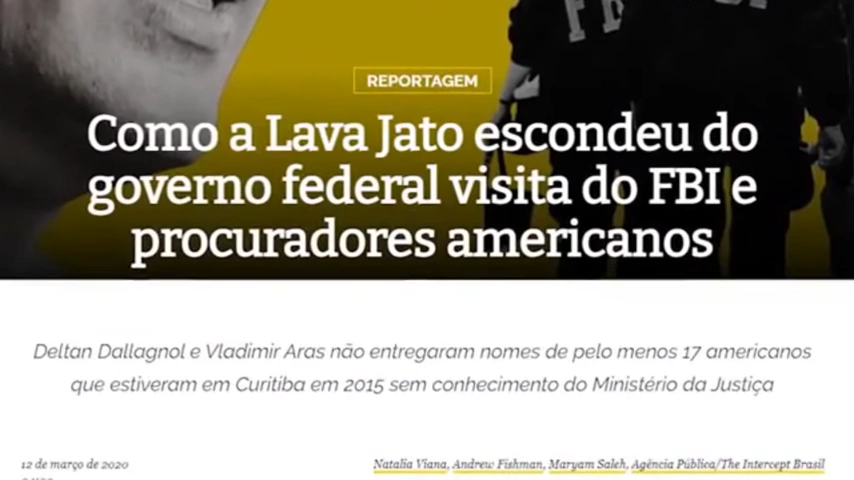 FBI
REPORTAGEM
Como a Lava Jato escondeu do
governo federal visita do FBI e
procuradores americanos
Deltan Dallagnol e Vladimir Aras não entregaram nomes de pelo menos 17 americanos
que estiveram em Curitiba em 2015 sem conhecimento do Ministério da Justiça
12 de março de 2020
Natalia Viana, Andrew Fishman, Maryam Saleh, Agência Pública/The Intercept Brasil